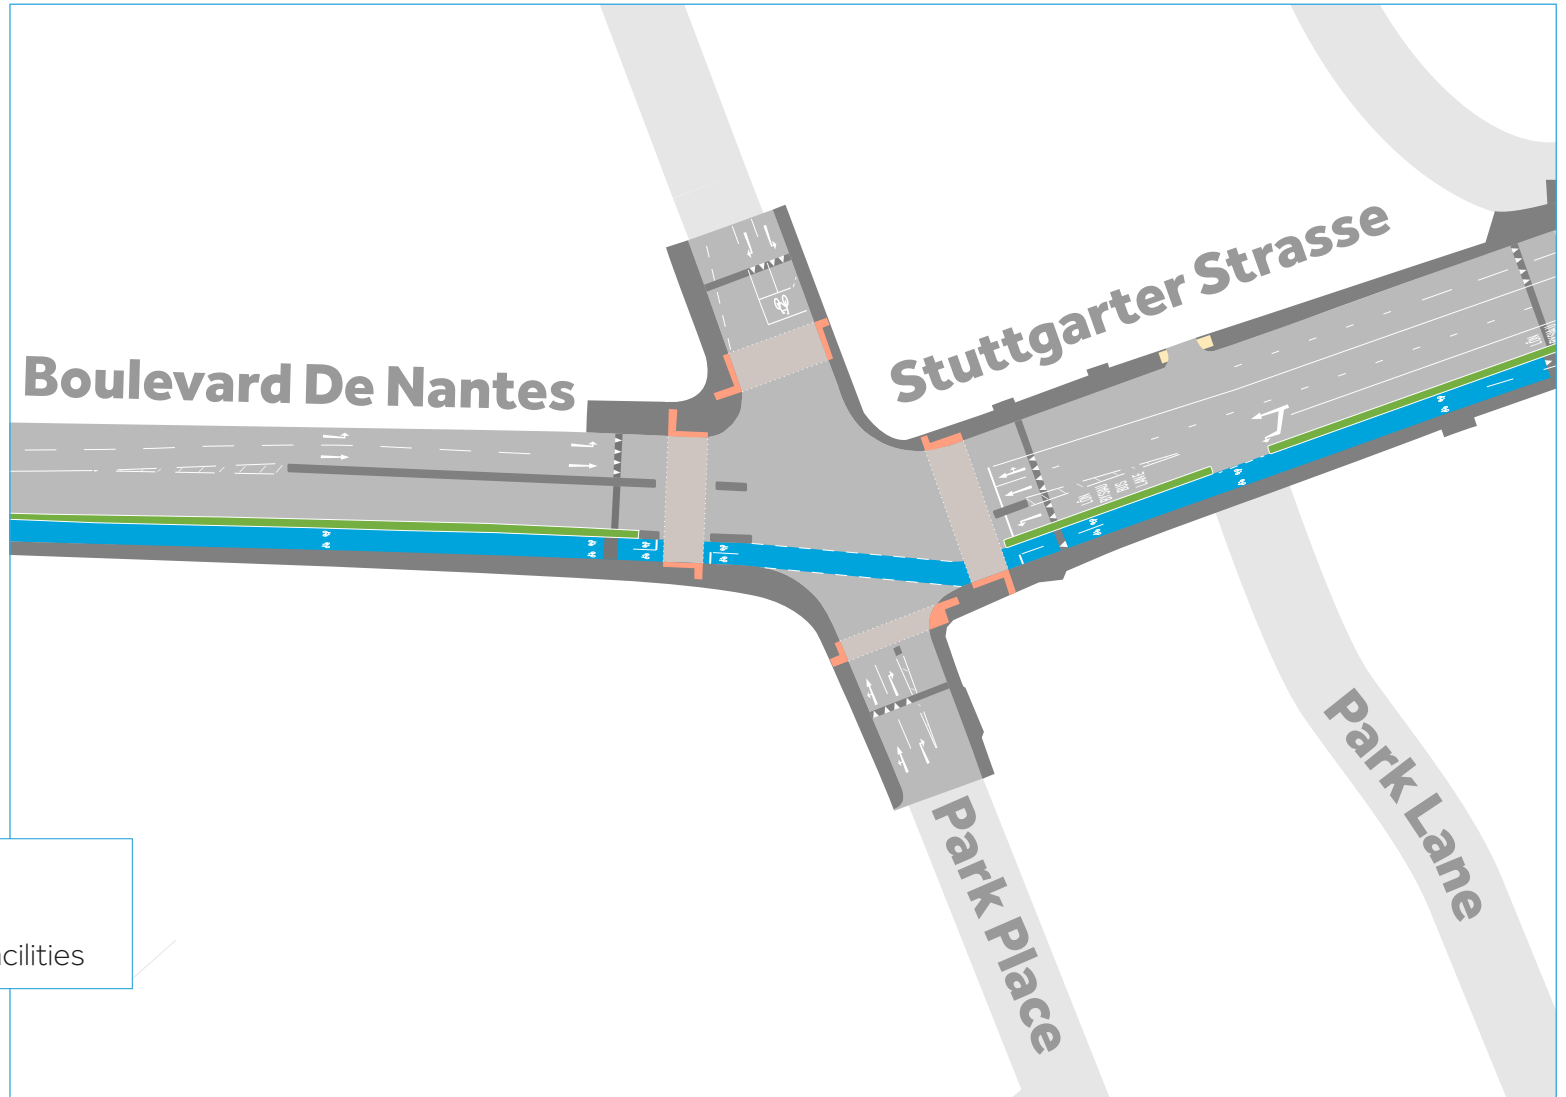 Boulevard De Nantes
Stuttgarter Strasse
Park Lane
Park Place
cilities